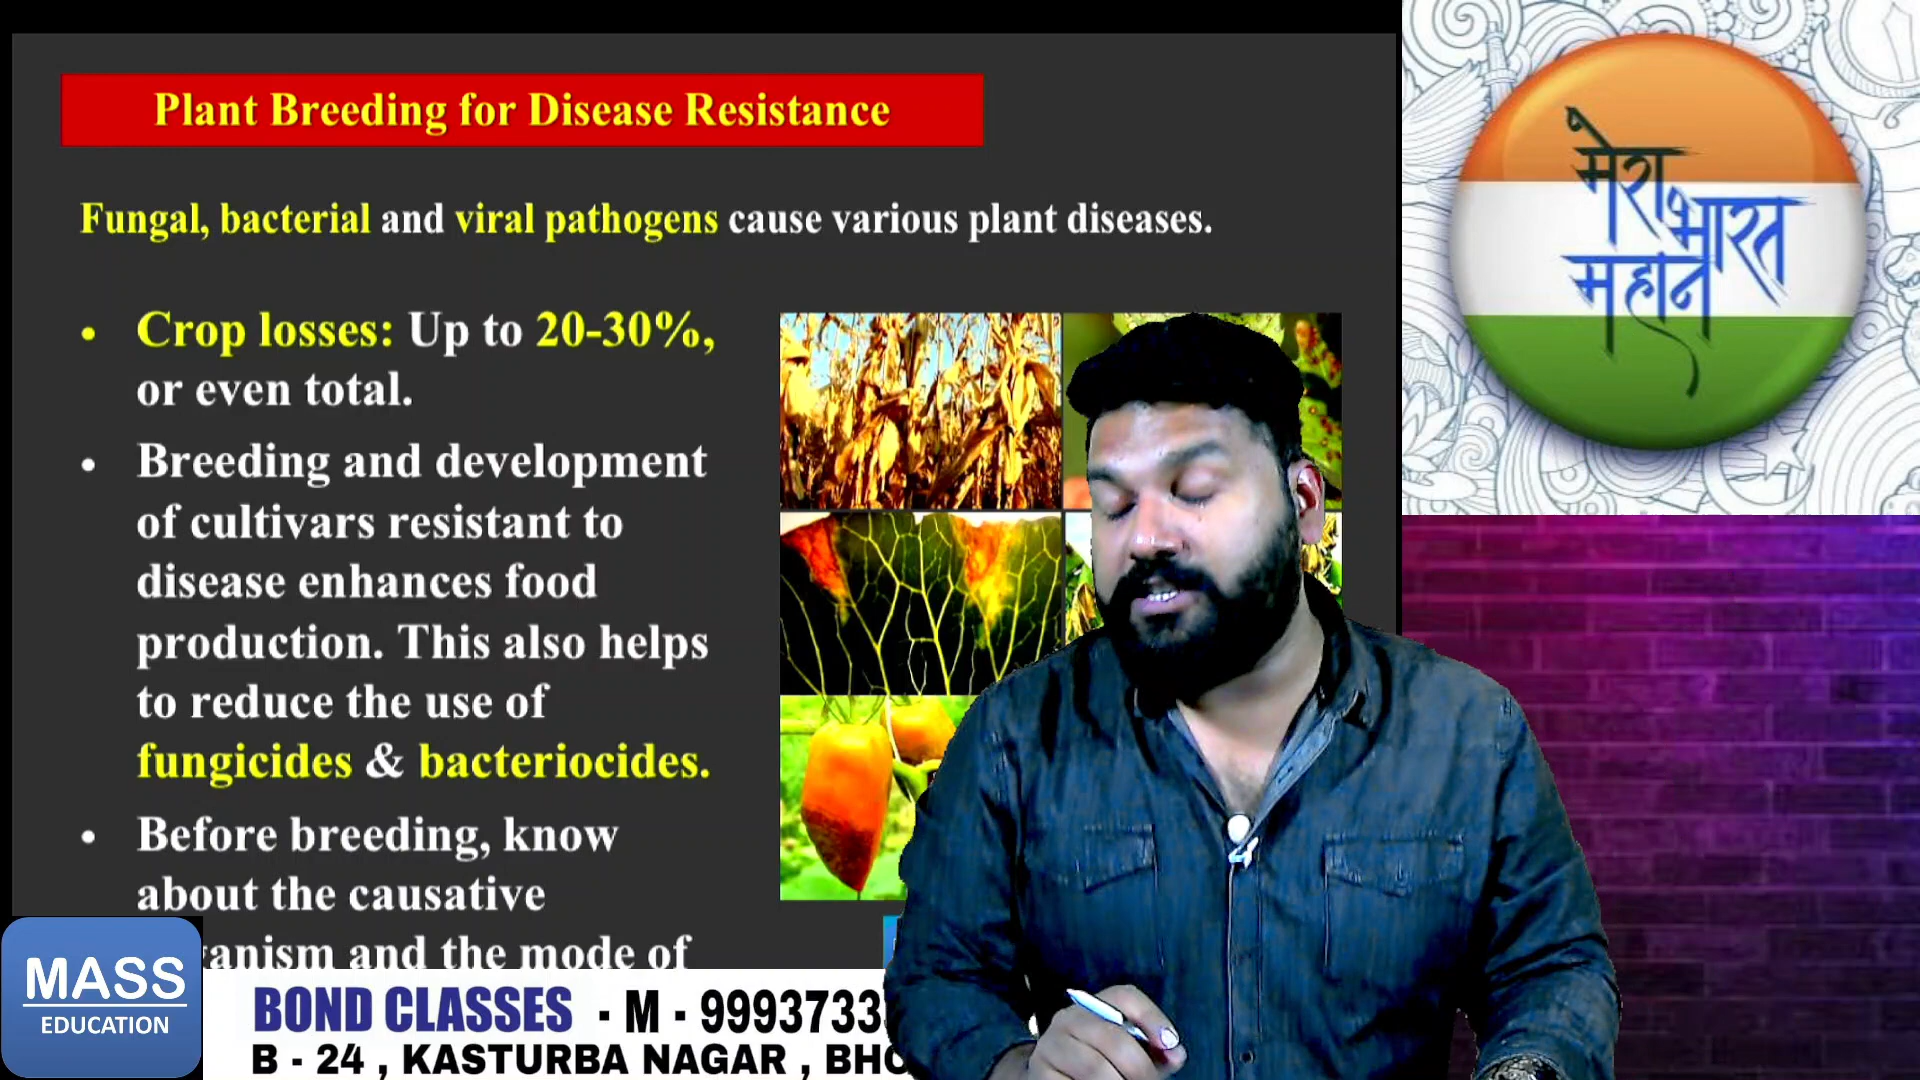 Plant Breeding for Disease Resistance
Fungal, bacterial and viral pathogens cause various plant diseases.
• Crop losses: Up to 20-30%,
or even total.
• Breeding and development
of cultivars resistant to
disease enhances food
production. This also helps
to reduce the use of
fungicides & bacteriocides.
• Before breeding, know
about the causative
and the mode of
मेरा
भारत
महान
MASS
EDUCATION
BOND CLASSES - M - 9993733
B - 24 , KASTURBA NAGAR ,